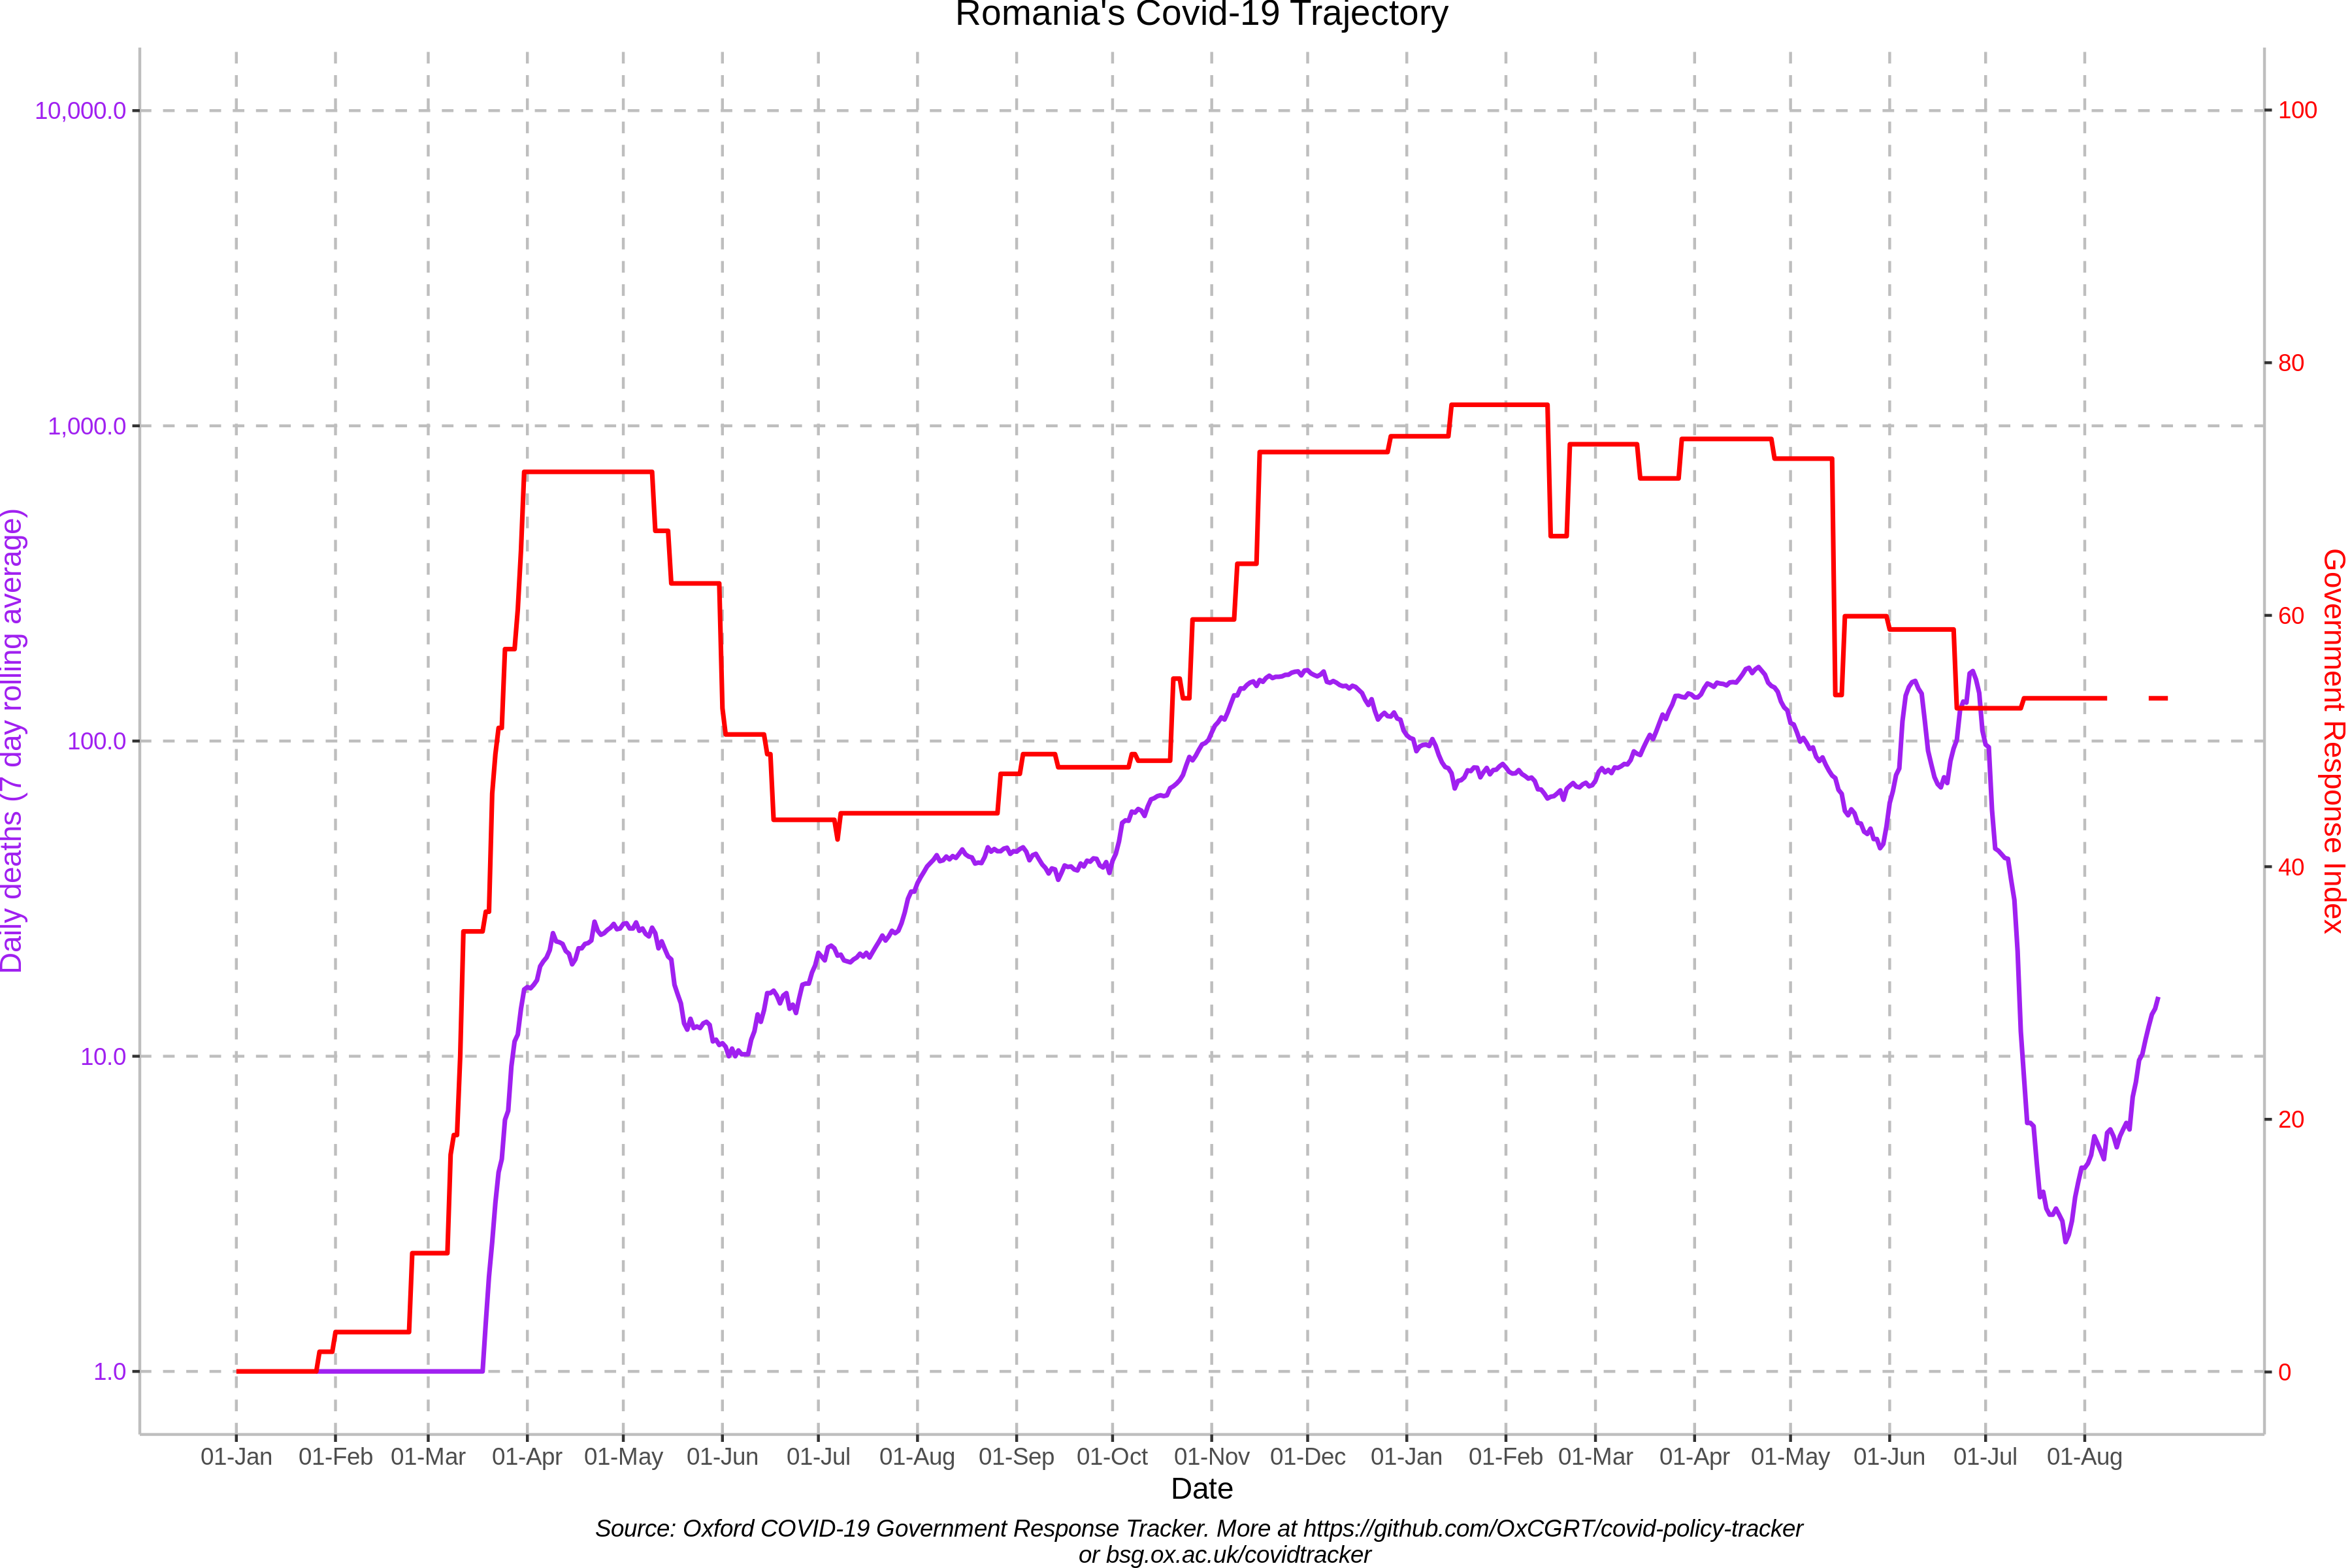 Romania's Covid-19 Trajectory
10,000.0
1,000.0
100.0
10.0
1.0
Daily deaths (7 day rolling average)
100
80
60
40
20
0
Government Response Index
01-Jan 01-Feb 01-Mar 01-Apr 01-May 01-Jun 01-Jul 01-Aug 01-Sep 01-Oct 01-Nov 01-Dec 01-Jan 01-Feb 01-Mar 01-Apr 01-May 01-Jun 01-Jul 01-Aug
Date
Source: Oxford COVID-19 Government Response Tracker. More at https://github.com/OxCGRT/covid-policy-tracker
or bsg.ox.ac.uk/covidtracker